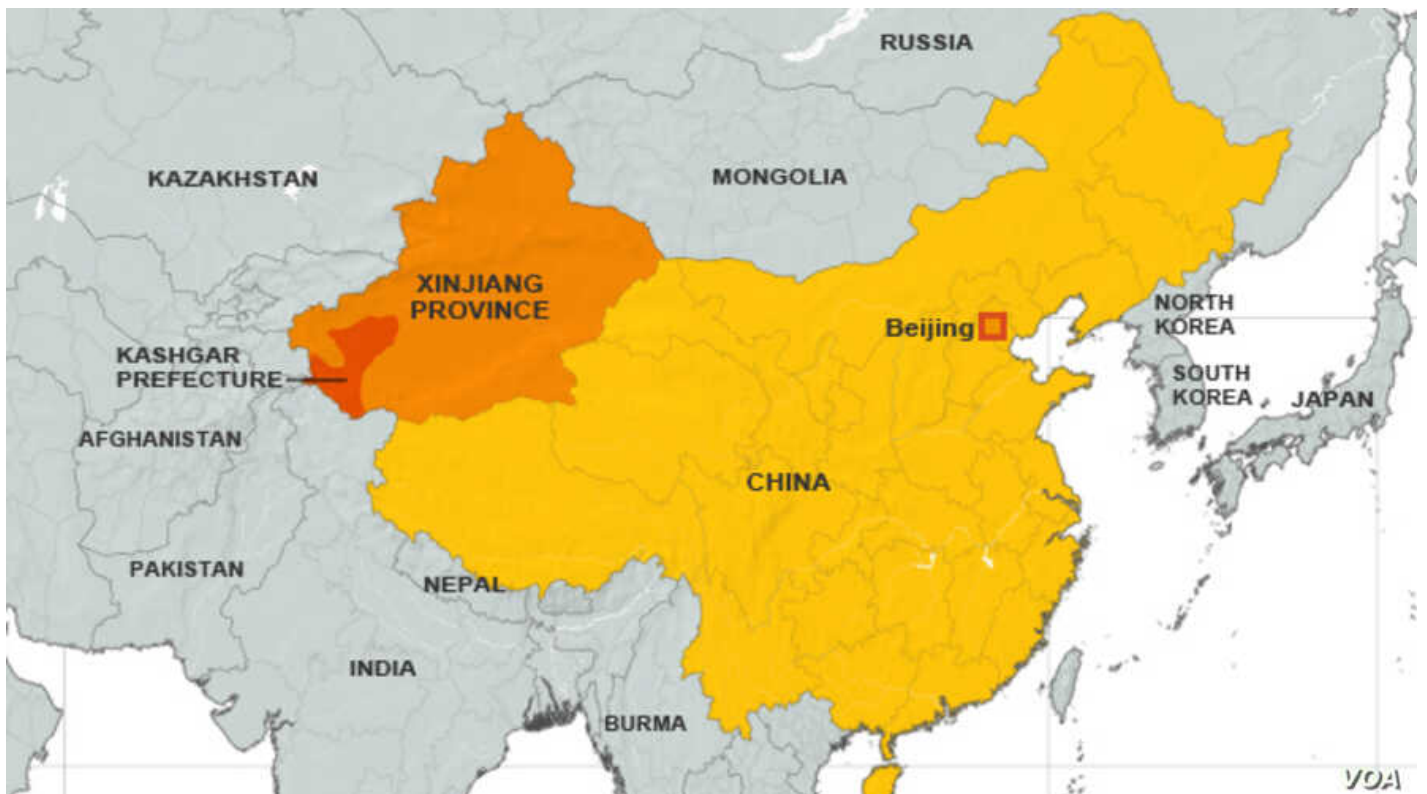 RUSSIA
KAZAKHSTAN
MONGOLIA
XINJIANG
PROVINCE
NORTH
KOREA
Beijing
KASHGAR
PREFECTURE
SOUTH
KOREA
JAPAN
AFGHANISTAN
CHINA
PAKISTAN
NEPAL
INDIA
BURMA
VOA